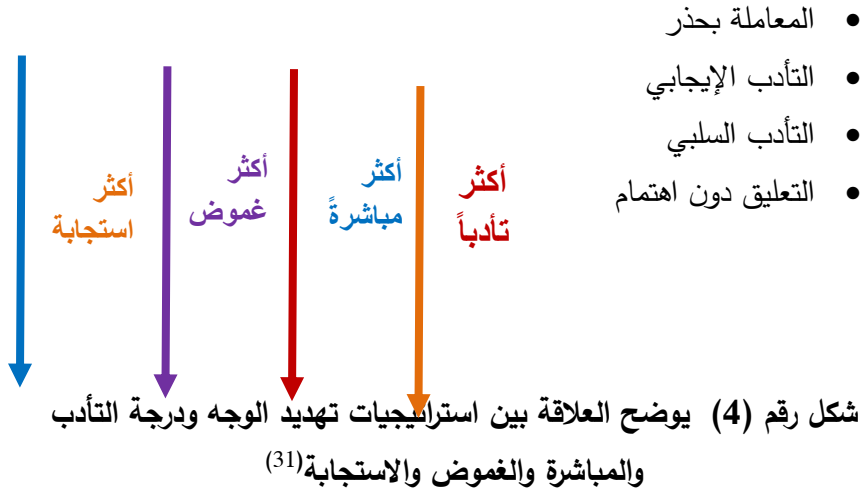 • المعاملة بحذر
• التأدب الإيجابي
• التأدب السلبي
• التعليق دون اهتمام
أكثر
تأدباً
أكثر
مباشرةً
أكثر
غموض
أكثر
استجابة
شكل رقم (4) يوضح العلاقة بين استراتيجيات تهديد الوجه ودرجة التأدب
والمباشرة والغموض والاستجابة(31)